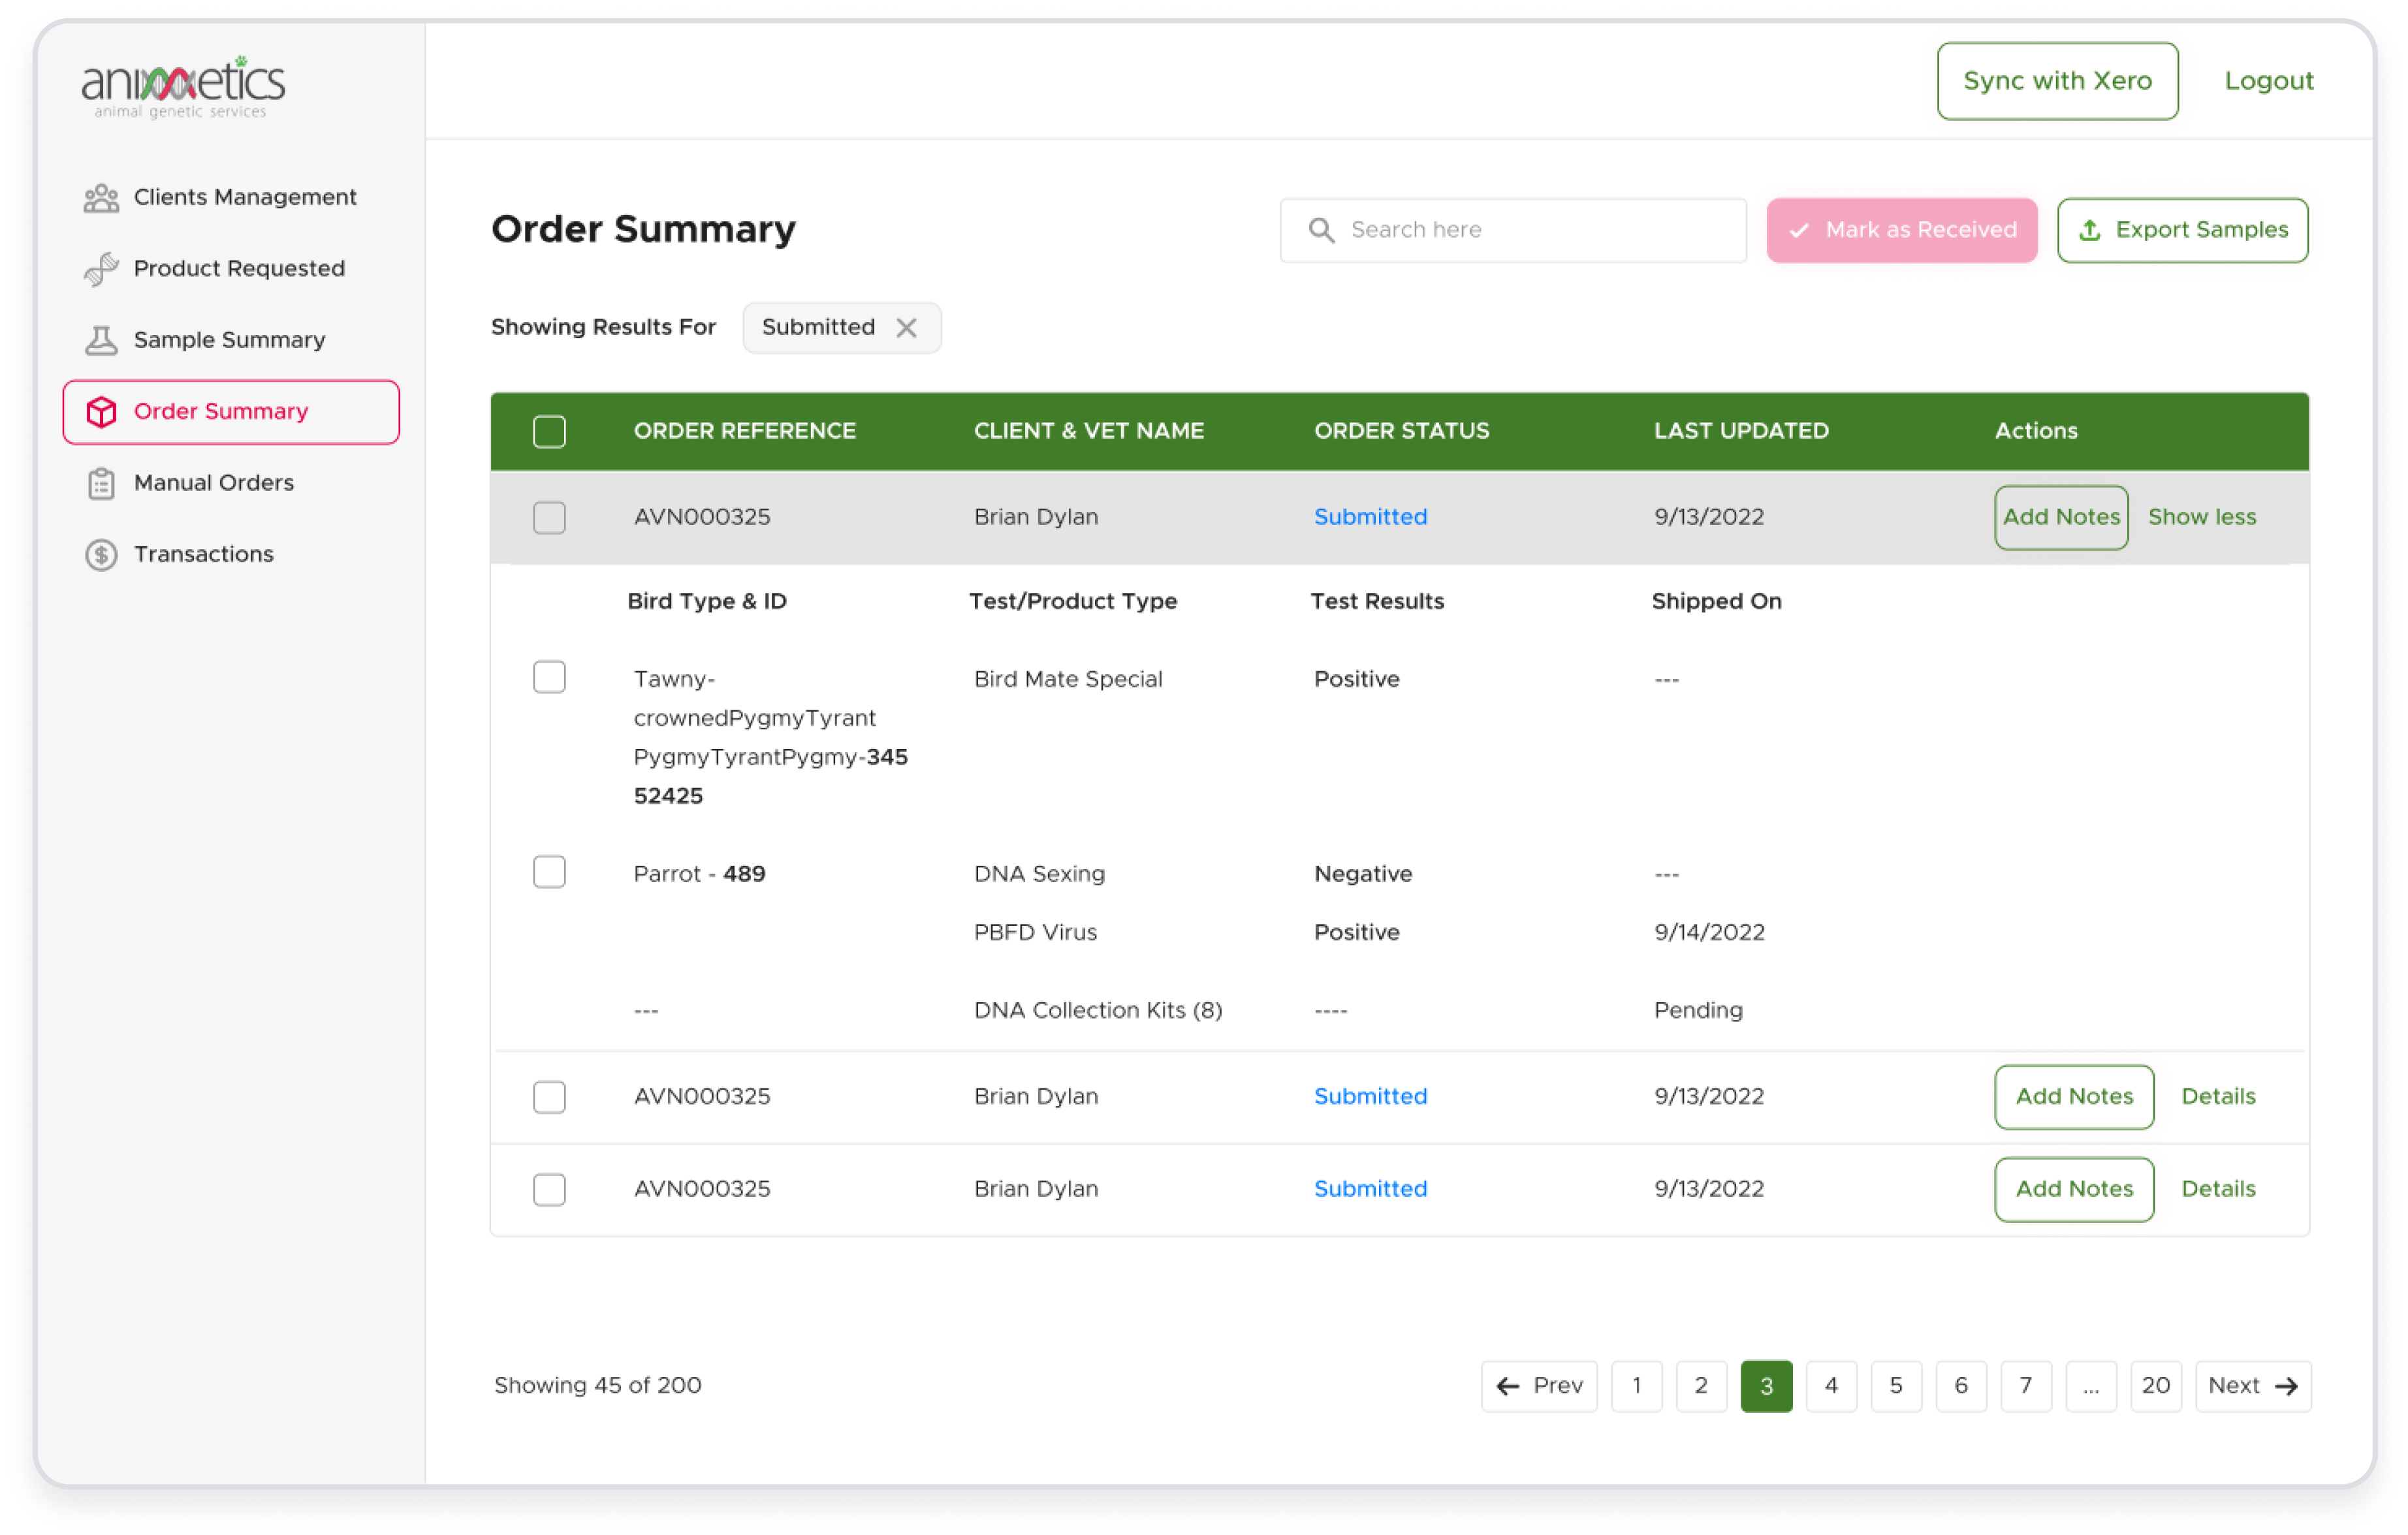 animetics
animal genetic services
Sync with Xero
Logout
Clients Management
Product Requested
Sample Summary
Order Summary
Manual Orders
Transactions
Order Summary
Search here
Mark as Received
Export Samples
Showing Results For
Submitted
ORDER REFERENCE CLIENT & VET NAME ORDER STATUS LAST UPDATED Actions
AVN000325 Brian Dylan Submitted 9/13/2022 Add Notes Show less
Bird Type & ID Test/Product Type Test Results Shipped On
Tawny- Bird Mate Special Positive ---
crownedPygmyTyrant
PygmyTyrantPygmy-345
52425
Parrot - 489 DNA Sexing Negative ---
PBFD Virus Positive 9/14/2022
--- DNA Collection Kits (8) ---- Pending
AVN000325 Brian Dylan Submitted 9/13/2022 Add Notes Details
AVN000325 Brian Dylan Submitted 9/13/2022 Add Notes Details
Showing 45 of 200
Prev 1 2 3 4 5 6 7 ... 20 Next